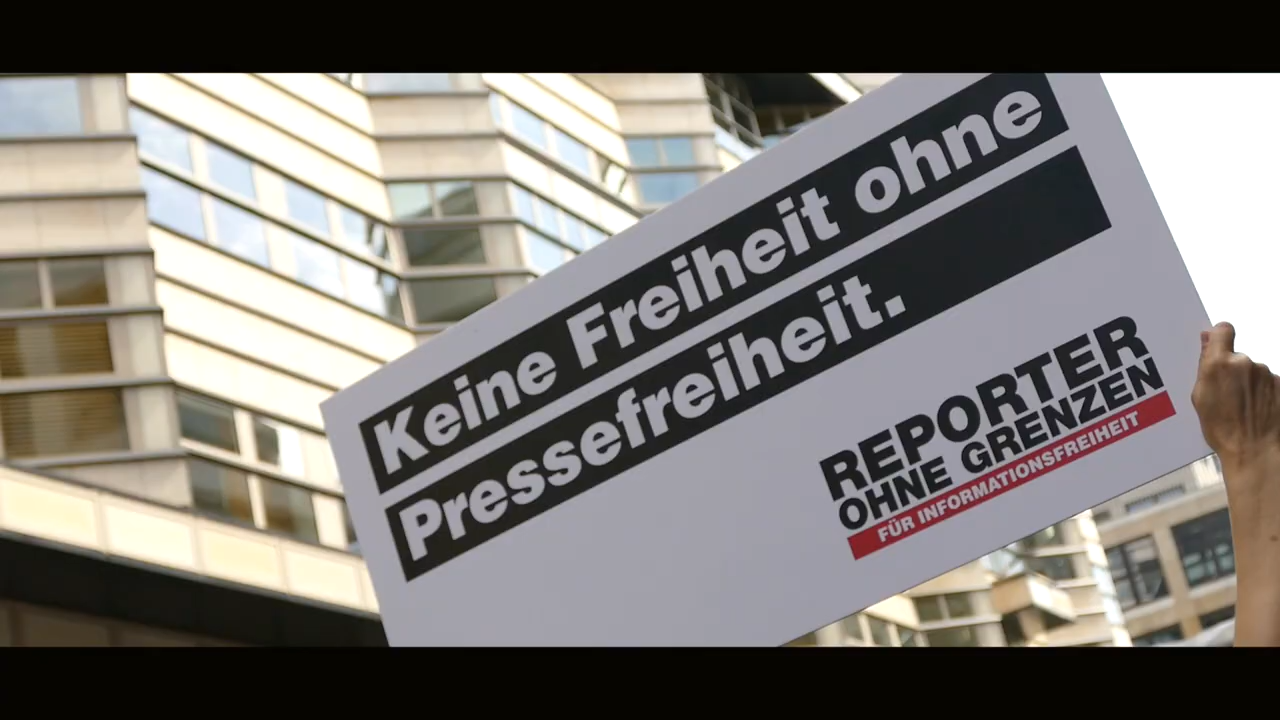 Keine Freiheit ohne
Pressefreiheit.
REPORTER
OHNE GRENZEN
FÜR INFORMATIONSFREIHEIT